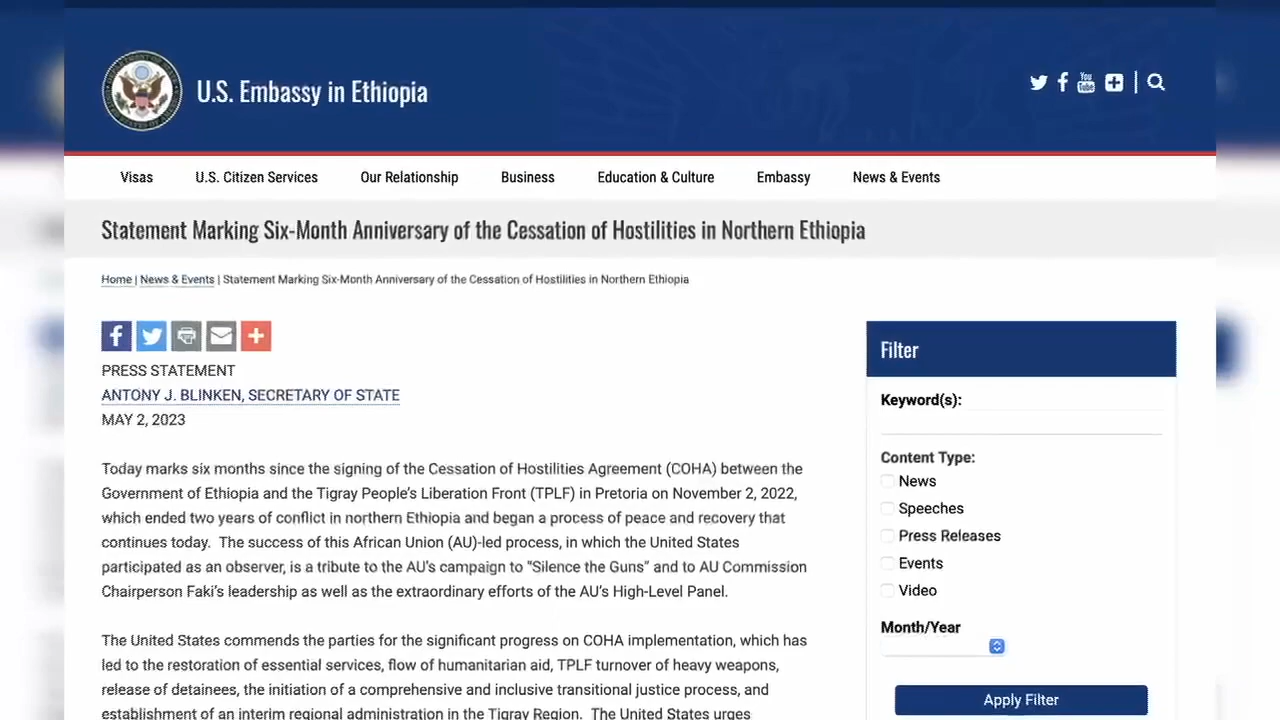 U.S. Embassy in Ethiopia
You
Tube
Visas U.S. Citizen Services Our Relationship Business Education & Culture Embassy News & Events
Statement Marking Six-Month Anniversary of the Cessation of Hostilities in Northern Ethiopia
Home | News & Events | Statement Marking Six-Month Anniversary of the Cessation of Hostilities in Northern Ethiopia
PRESS STATEMENT
ANTONY J. BLINKEN, SECRETARY OF STATE
MAY 2, 2023
Today marks six months since the signing of the Cessation of Hostilities Agreement (COHA) between the
Government of Ethiopia and the Tigray People's Liberation Front (TPLF) in Pretoria on November 2, 2022,
which ended two years of conflict in northern Ethiopia and began a process of peace and recovery that
continues today.  The success of this African Union (AU)-led process, in which the United States
participated as an observer, is a tribute to the AU's campaign to "Silence the Guns" and to AU Commission
Chairperson Faki's leadership as well as the extraordinary efforts of the AU's High-Level Panel.
The United States commends the parties for the significant progress on COHA implementation, which has
led to the restoration of essential services, flow of humanitarian aid, TPLF turnover of heavy weapons,
release of detainees, the initiation of a comprehensive and inclusive transitional justice process, and
establishment of an interim regional administration in the Tigray Region.  The United States urges
Filter
Keyword(s):
Content Type:
News
Speeches
Press Releases
Events
Video
Month/Year
Apply Filter